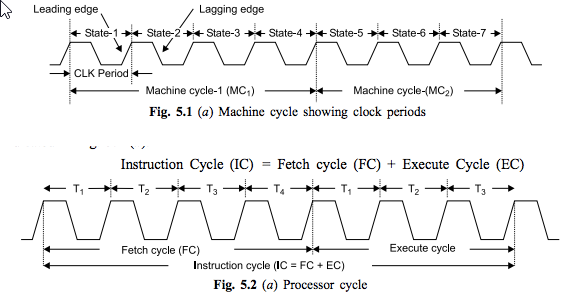 Leading edge Lagging edge
State-1 State-2 State-3 State-4 State-5 State-6 State-7
CLK Period
Machine cycle-1 (MC₁) Machine cycle-(MC₂)
Fig. 5.1 (a) Machine cycle showing clock periods
Instruction Cycle (IC) = Fetch cycle (FC) + Execute Cycle (EC)
T₁ T₂ T₃ T₄ T₁ T₂ T₃
Fetch cycle (FC) Execute cycle
Instruction cycle (IC = FC + EC)
Fig. 5.2 (a) Processor cycle